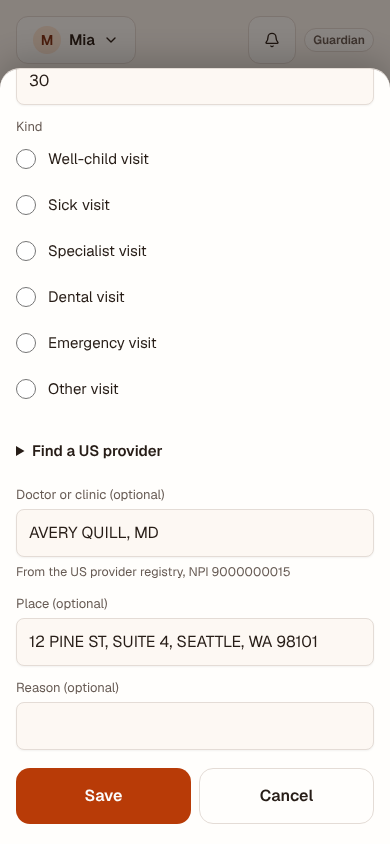 M Mia Guardian
30
Kind
Well-child visit
Sick visit
Specialist visit
Dental visit
Emergency visit
Other visit
Find a US provider
Doctor or clinic (optional)
AVERY QUILL, MD
From the US provider registry, NPI 9000000015
Place (optional)
12 PINE ST, SUITE 4, SEATTLE, WA 98101
Reason (optional)
Save Cancel